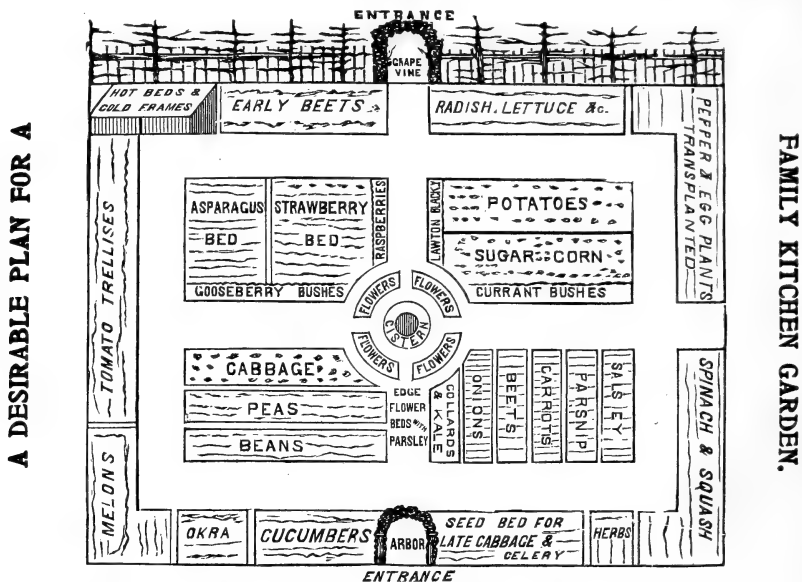 A DESIRABLE PLAN FOR A
FAMILY KITCHEN GARDEN.
ENTRANCE
GRAPE
VINE
HOT BEDS &
COLD FRAMES
EARLY BEETS
RADISH, LETTUCE &c.
PEPPER & EGG PLANTS
TRANSPLANTED
TOMATO TRELLISES
ASPARAGUS
BED
STRAWBERRY
BED
RASPBERRIES
LAWTON BLACKY
POTATOES
SUGAR CORN
GOOSEBERRY BUSHES
CURRANT BUSHES
FLOWERS
FLOWERS
CISTERN
FLOWERS
FLOWERS
CABBAGE
PEAS
BEANS
EDGE
FLOWER
BEDS WITH
PARSLEY
COLLARDS
& KALE
ONIONS
BEETS
CARROTS
PARSNIP
SALSEY
SPINACH & SQUASH
MELONS
OKRA
CUCUMBERS
ARBOR
SEED BED FOR
LATE CABBAGE &
CELERY
HERBS
ENTRANCE